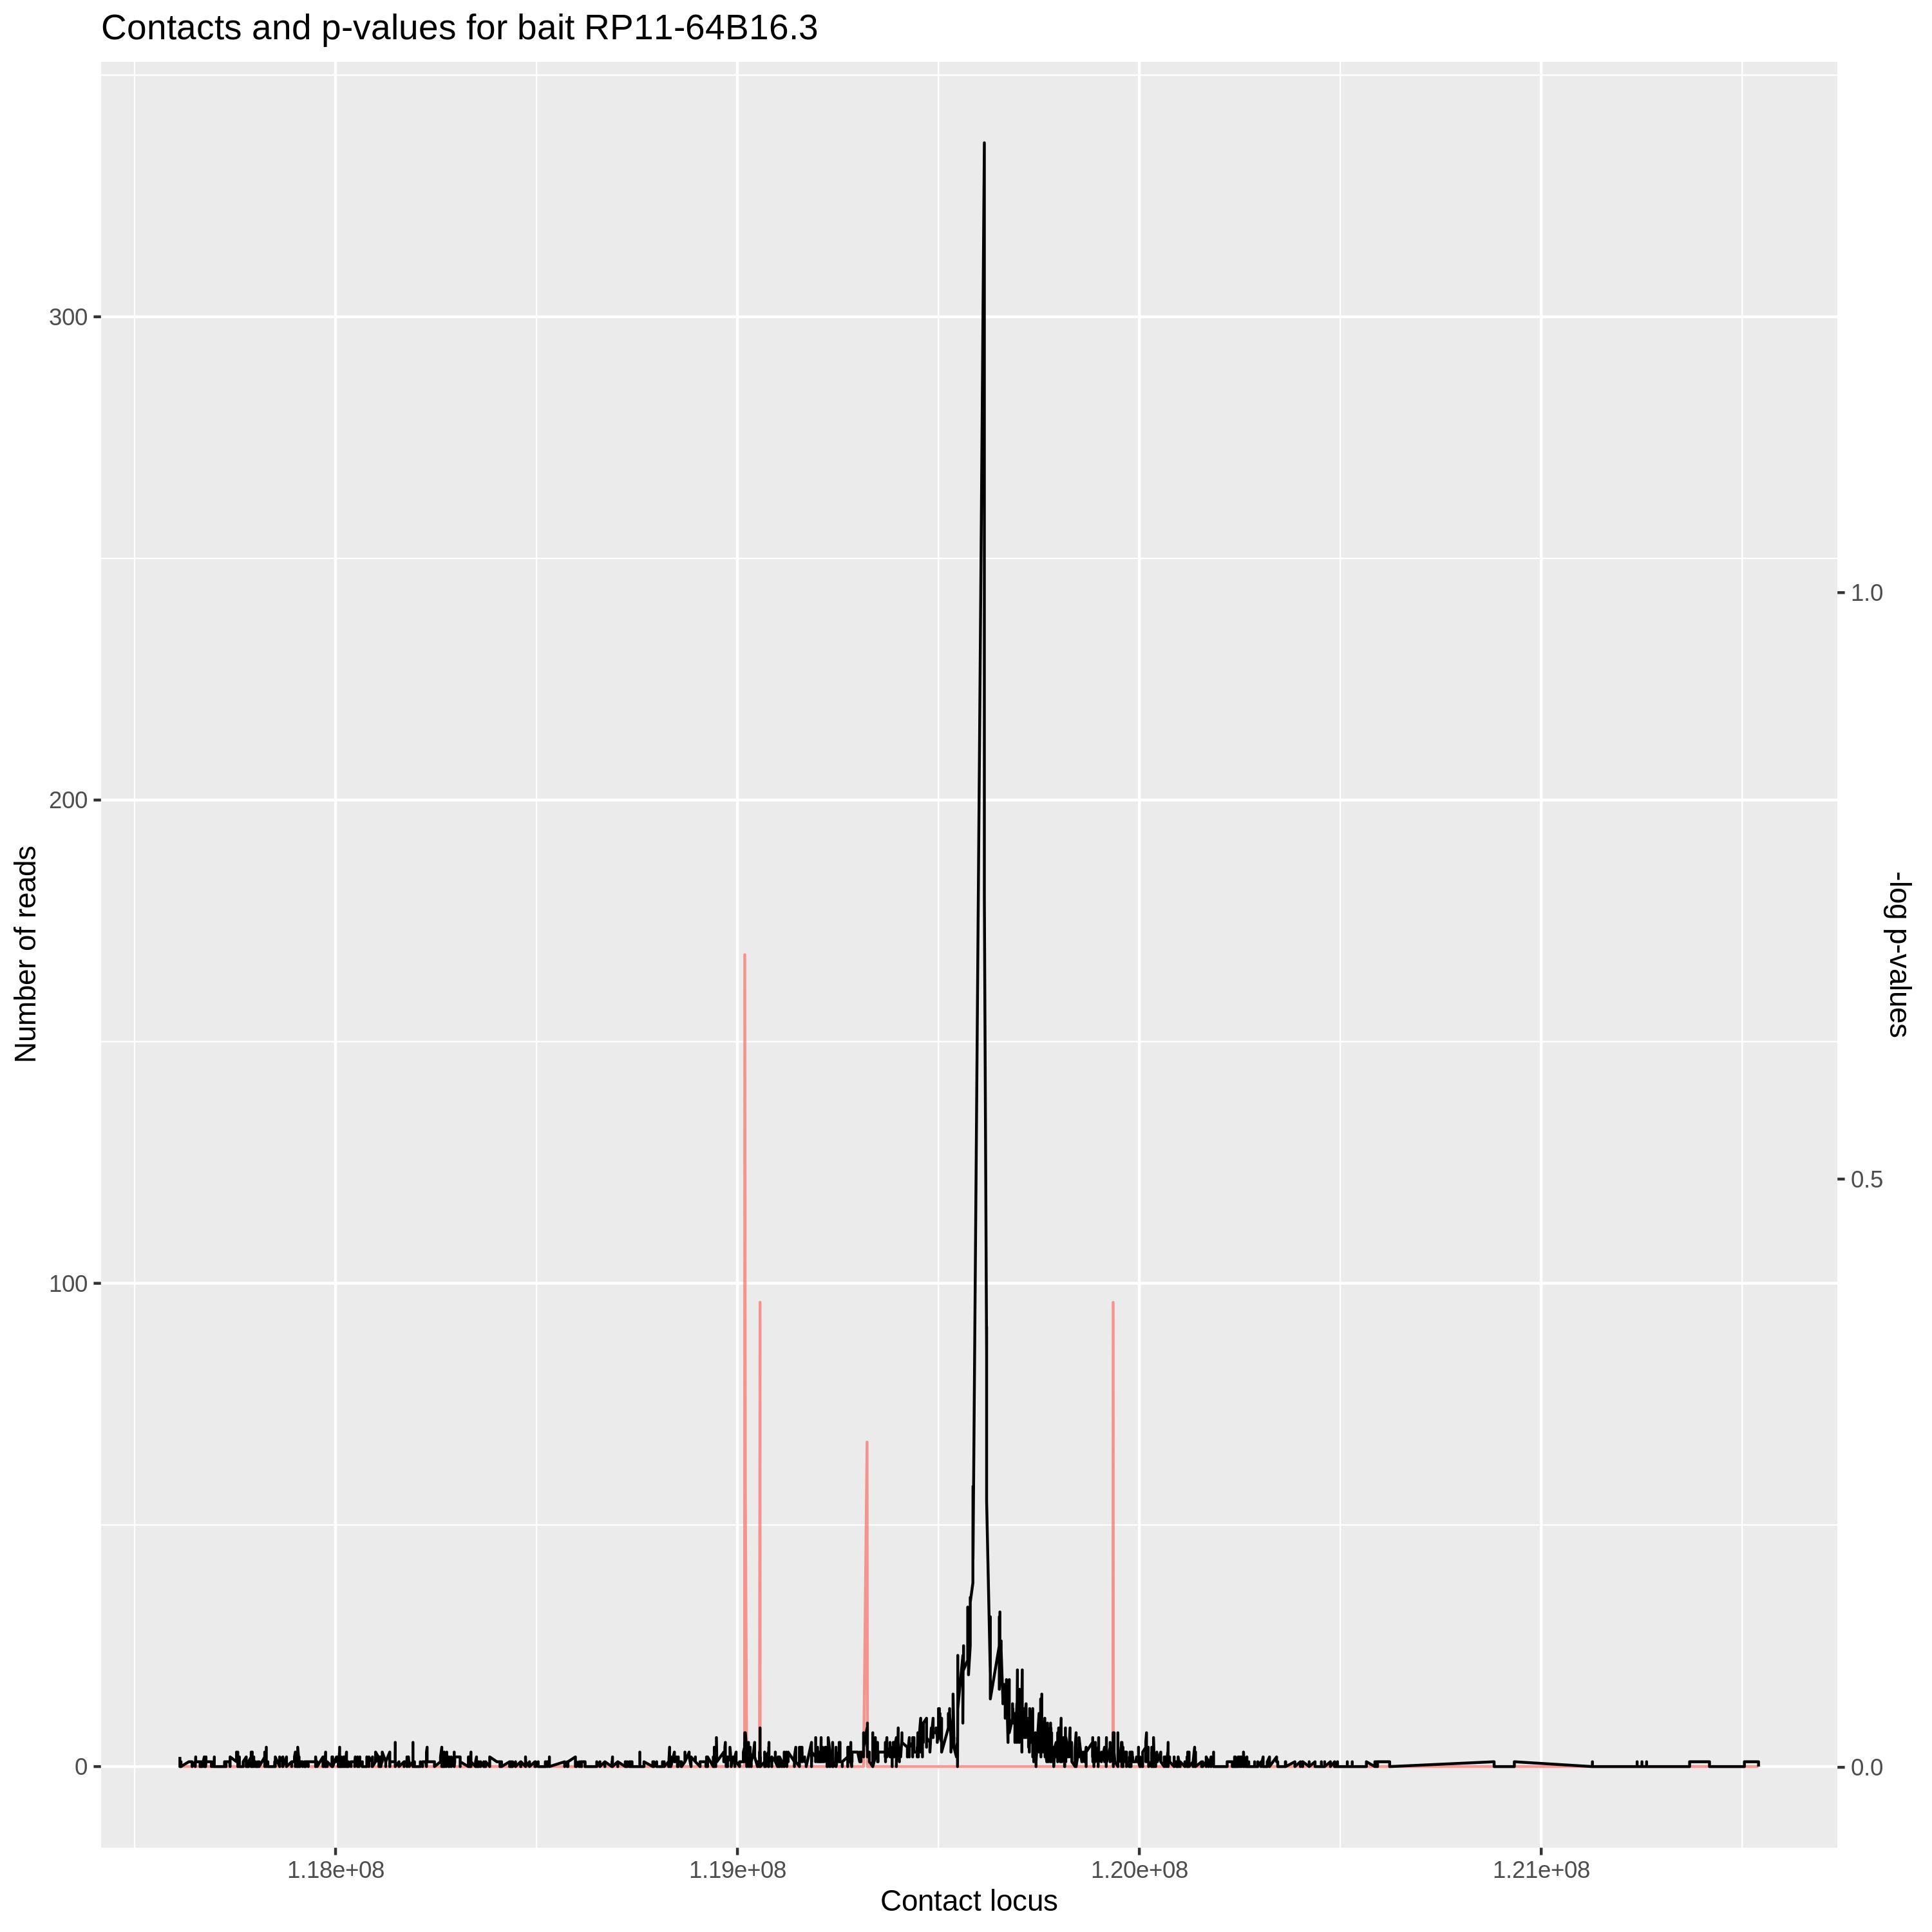 Contacts and p-values for bait RP11-64B16.3
300
200
100
0
Number of reads
1.0
0.5
0.0
-log p-values
1.18e+08
1.19e+08
1.20e+08
1.21e+08
Contact locus